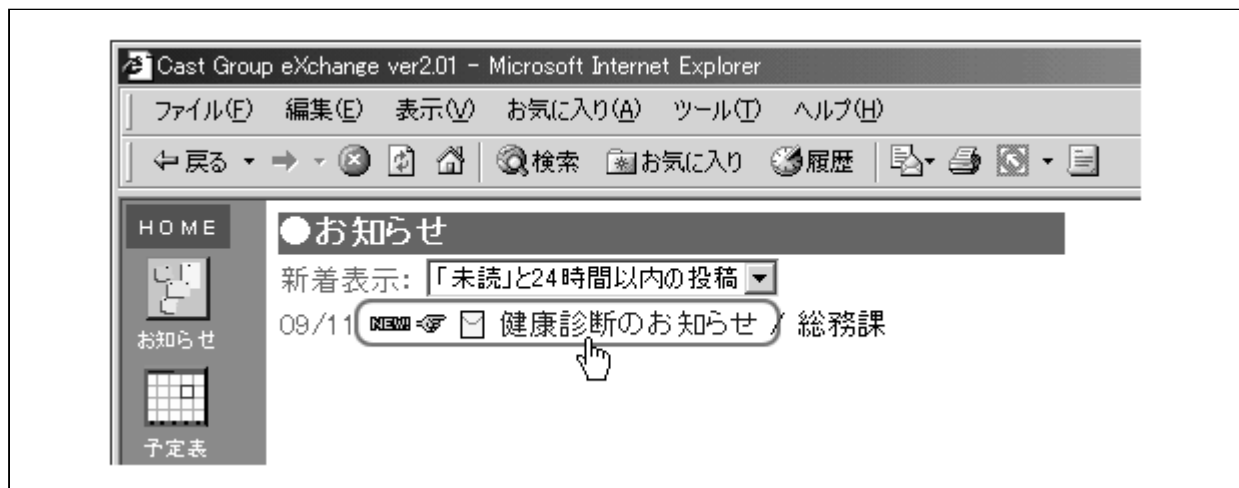 Cast Group eXchange ver2.01 - Microsoft Internet Explorer
ファイル(F) 編集(E) 表示(V) お気に入り(A) ツール(T) ヘルプ(H)
戻る 検索 お気に入り 履歴
HOME
お知らせ
予定表
●お知らせ
新着表示: 「未読」と24時間以内の投稿
09/11 NEW! 健康診断のお知らせ / 総務課